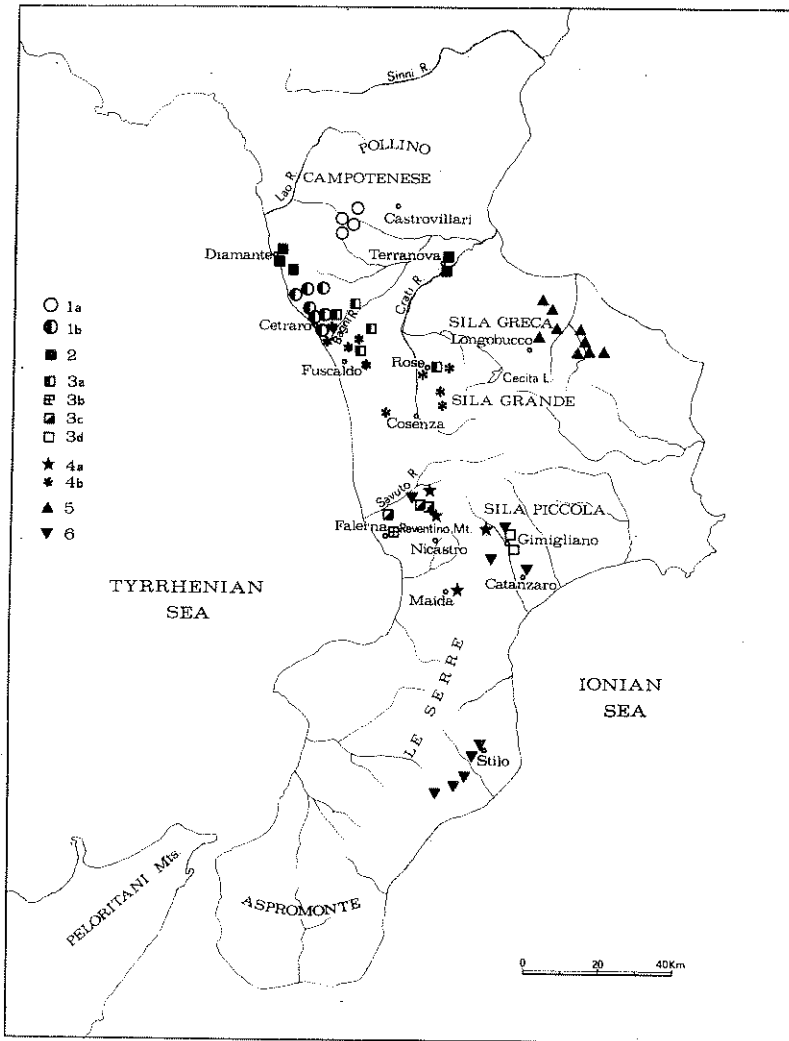 Sinni R.
POLLINO
CAMPOTENESE
Lao R.
Castrovillari
Diamante
Terranova
Crati R.
1a
1b
2
3a
3b
3c
3d
4a
4b
5
6
Cetraro
Bagni R.
Fuscaldo
SILA GRECA
Longobucco
Rose
Cecita L.
SILA GRANDE
Cosenza
Savuto R.
SILA PICCOLA
Falerna
Reventino, Mt.
Gimigliano
Nicastro
Catanzaro
Maida
TYRRHENIAN
SEA
LE SERRE
IONIAN
SEA
Stilo
PELORITANI Mts.
ASPROMONTE
0 20 40Km